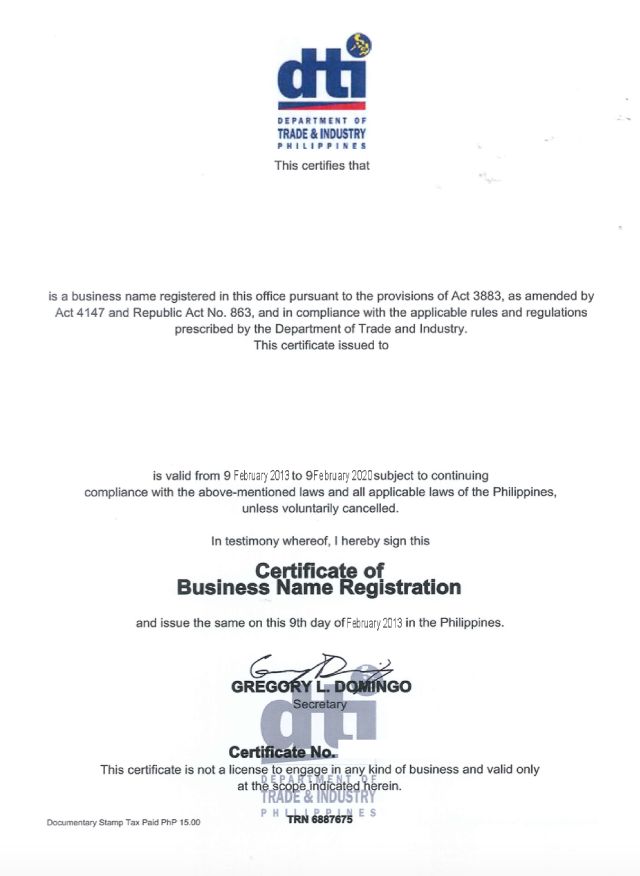 dti
DEPARTMENT OF
TRADE & INDUSTRY
PHILIPPINES
This certifies that
is a business name registered in this office pursuant to the provisions of Act 3883, as amended by
Act 4147 and Republic Act No. 863, and in compliance with the applicable rules and regulations
prescribed by the Department of Trade and Industry.
This certificate issued to
is valid from 9 February 2013 to 9 February 2020 subject to continuing
compliance with the above-mentioned laws and all applicable laws of the Philippines,
unless voluntarily cancelled.
In testimony whereof, I hereby sign this
Certificate of
Business Name Registration
and issue the same on this 9th day of February 2013 in the Philippines.
GREGORY L. DOMINGO
Secretary
dti
Certificate No.
This certificate is not a license to engage in any kind of business and valid only
DEPARTMENT OF
at the scope indicated herein.
TRADE & INDUSTRY
PHILIPPINES
TRN 6887675
Documentary Stamp Tax Paid PhP 15.00